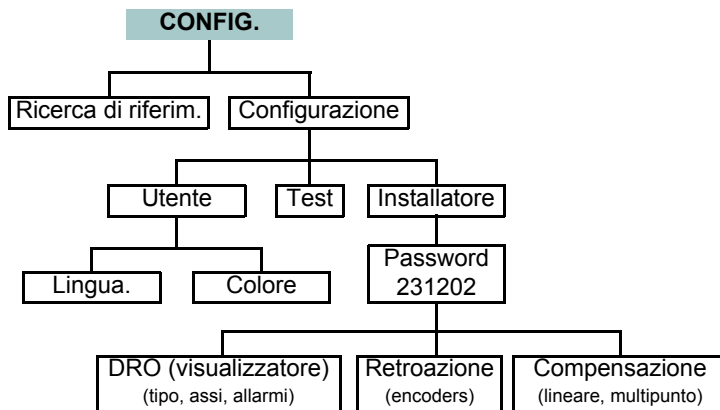 CONFIG.
Ricerca di riferim.
Configurazione
Utente
Test
Installatore
Lingua.
Colore
Password
231202
DRO (visualizzatore)
(tipo, assi, allarmi)
Retroazione
(encoders)
Compensazione
(lineare, multipunto)